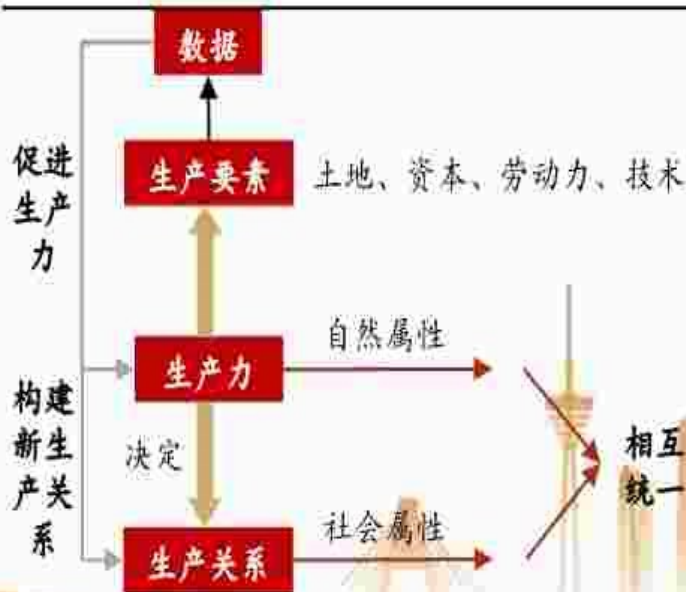 数据
促进
生产
力
生产要素
土地、资本、劳动力、技术
生产力
自然属性
构建
新生
产关
系
决定
相互
统一
生产关系
社会属性